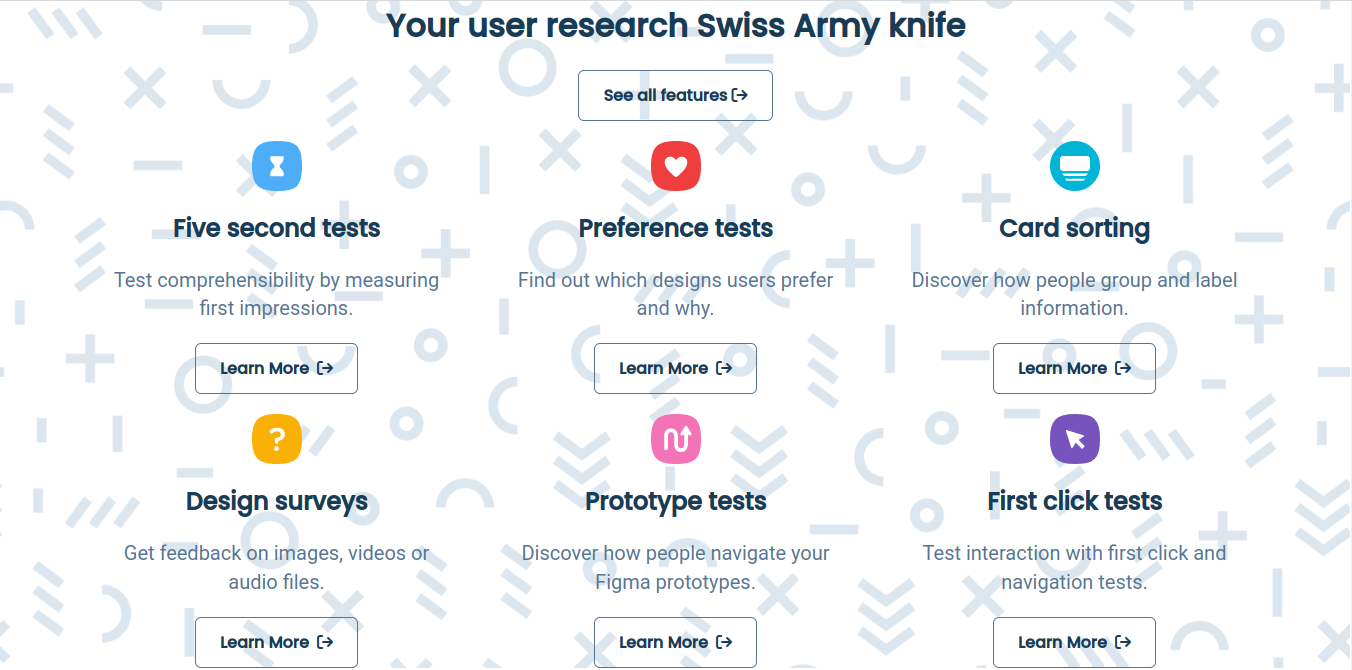 Your user research Swiss Army knife
See all features
Five second tests
Test comprehensibility by measuring
first impressions.
Learn More
Preference tests
Find out which designs users prefer
and why.
Learn More
Card sorting
Discover how people group and label
information.
Learn More
Design surveys
Get feedback on images, videos or
audio files.
Learn More
Prototype tests
Discover how people navigate your
Figma prototypes.
Learn More
First click tests
Test interaction with first click and
navigation tests.
Learn More